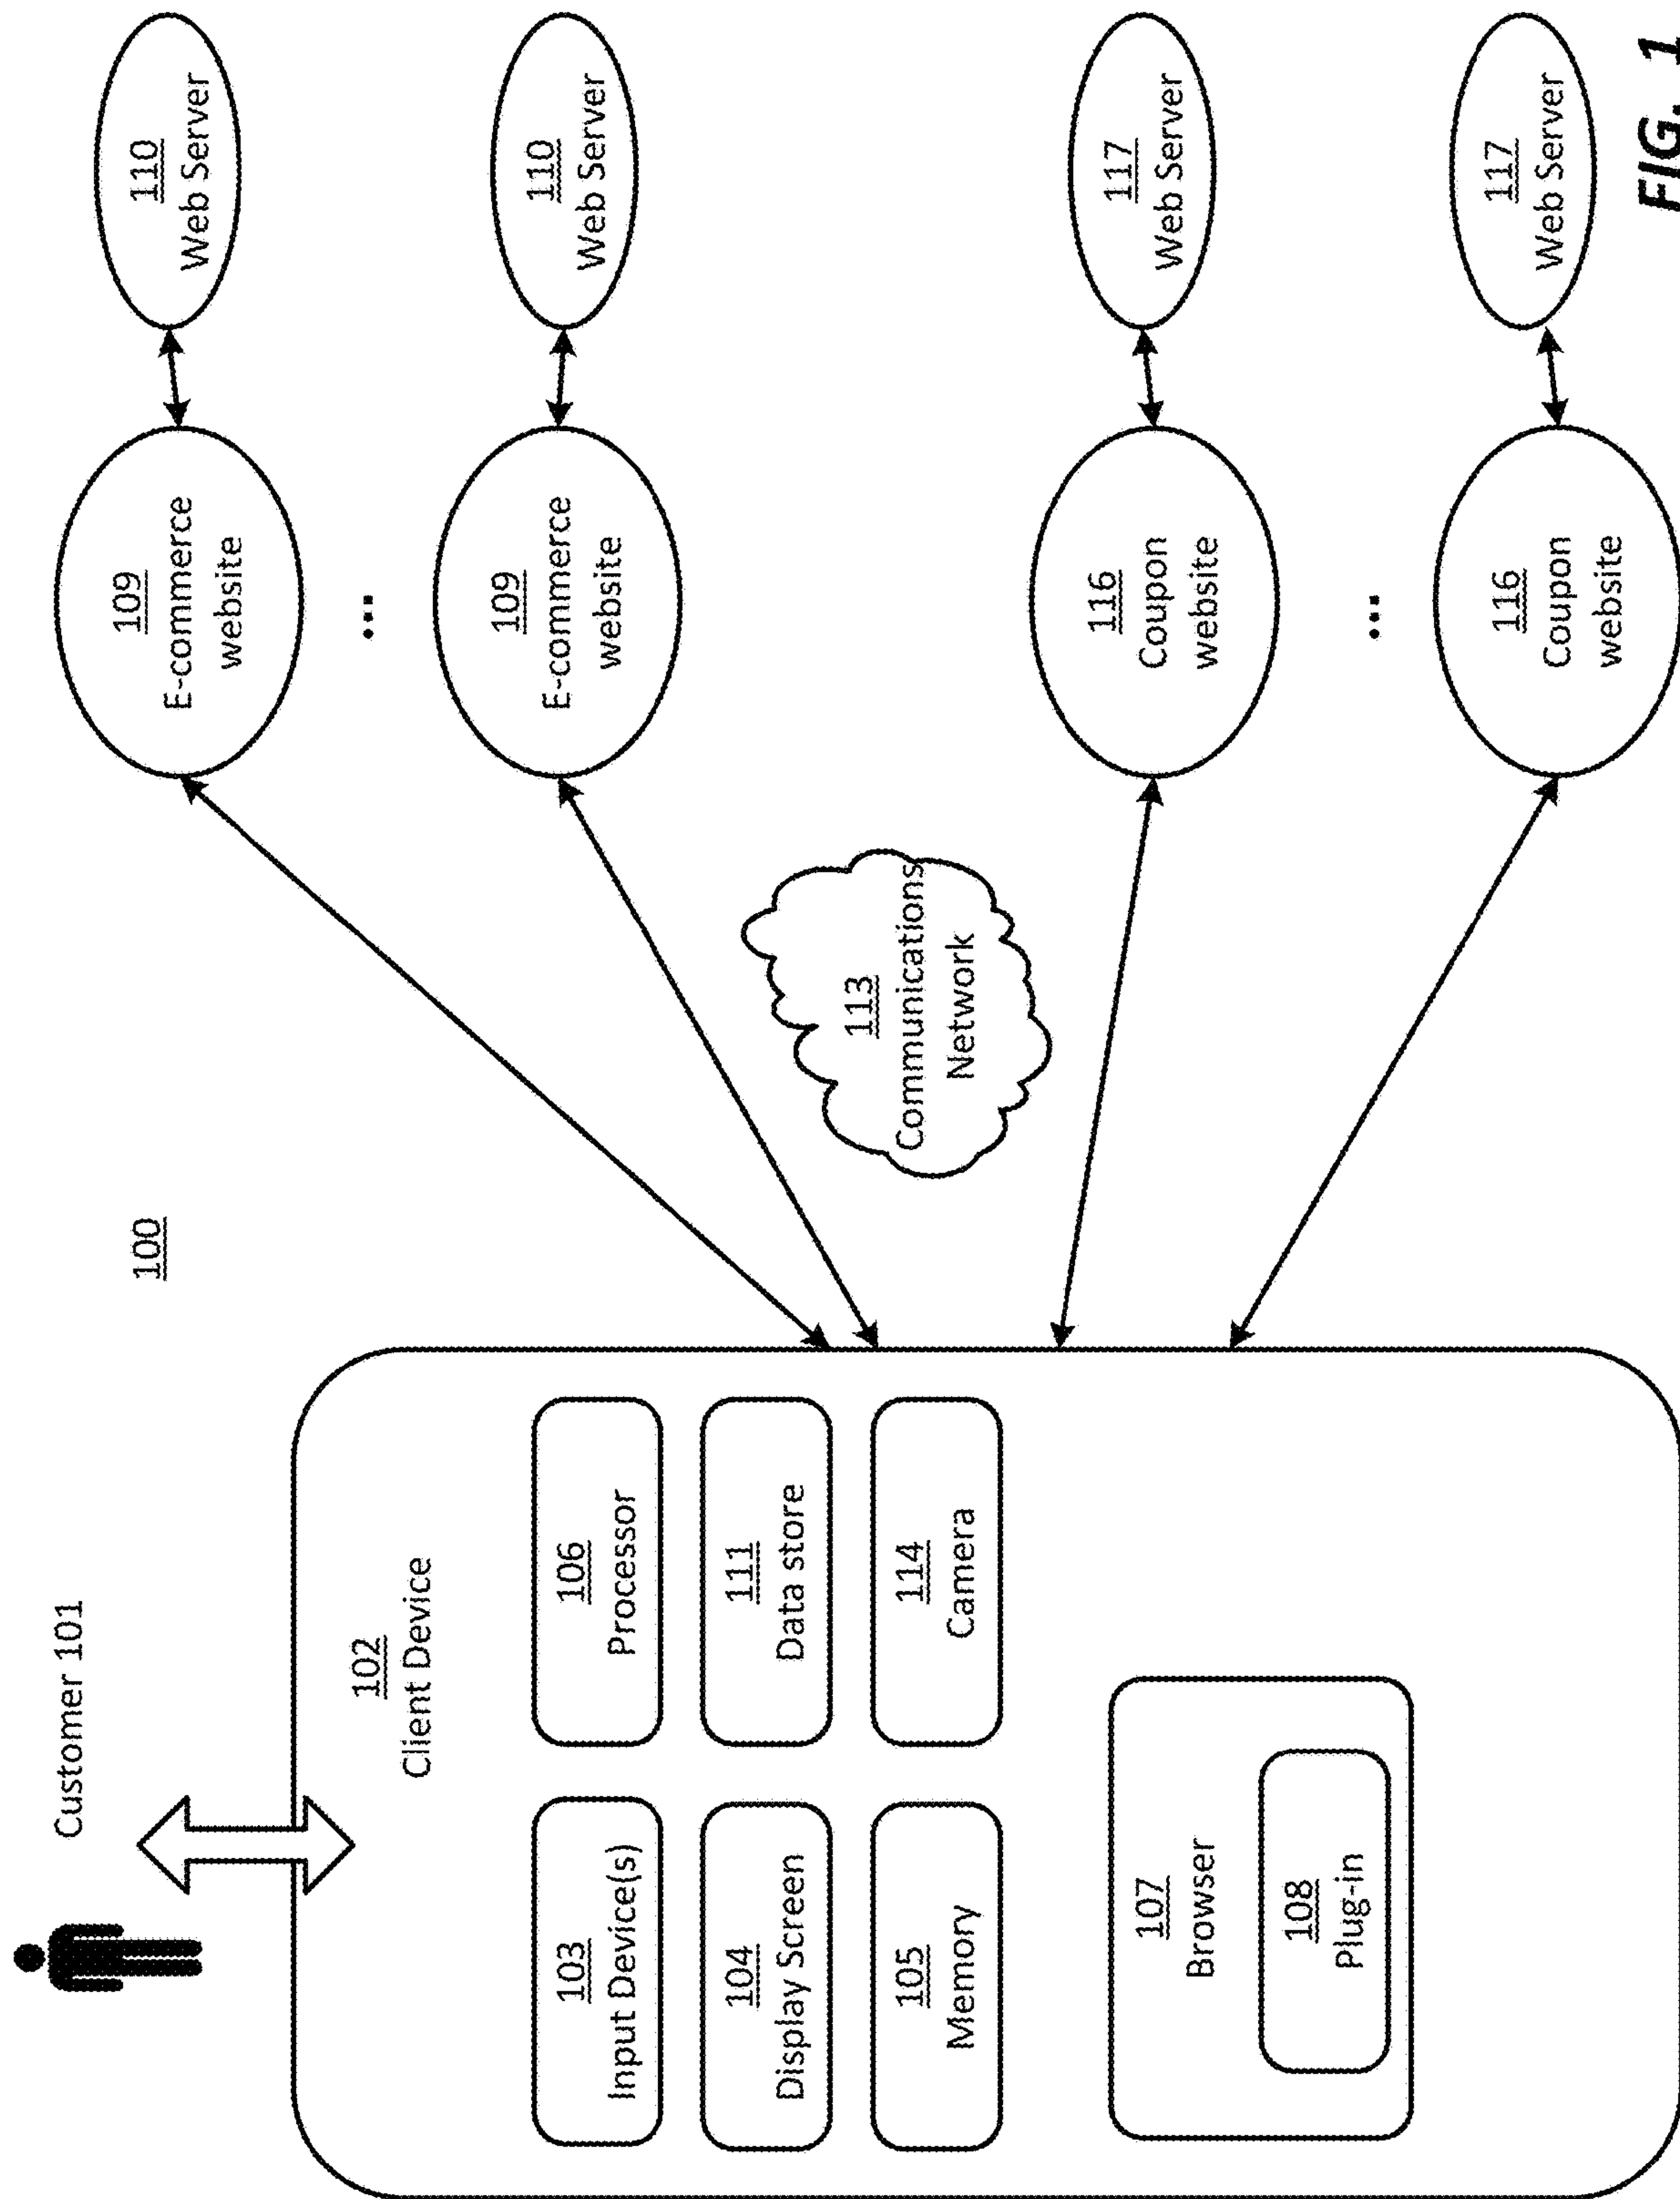 Customer 101
100
102
Client Device
103
Input Device(s)
106
Processor
104
Display Screen
111
Data store
105
Memory
114
Camera
107
Browser
108
Plug-in
113
Communications
Network
109
E-commerce
website
110
Web Server
...
109
E-commerce
website
110
Web Server
116
Coupon
website
117
Web Server
...
116
Coupon
website
117
Web Server
FIG. 1